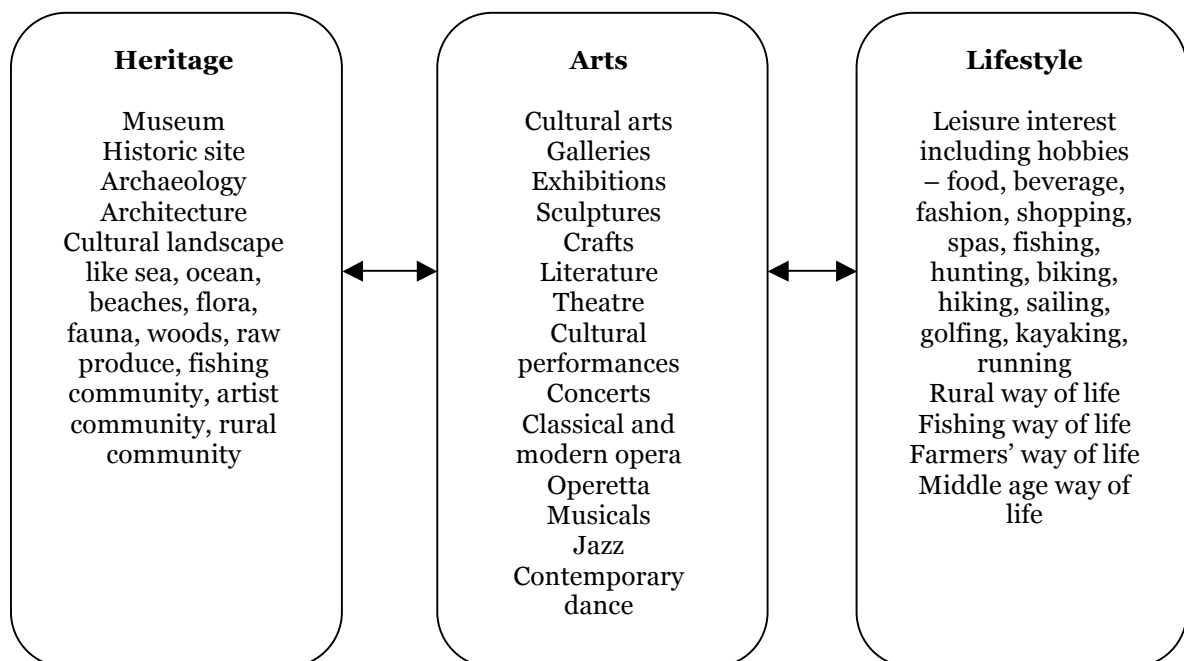 Heritage
Museum
Historic site
Archaeology
Architecture
Cultural landscape
like sea, ocean,
beaches, flora,
fauna, woods, raw
produce, fishing
community, artist
community, rural
community
Arts
Cultural arts
Galleries
Exhibitions
Sculptures
Crafts
Literature
Theatre
Cultural
performances
Concerts
Classical and
modern opera
Operetta
Musicals
Jazz
Contemporary
dance
Lifestyle
Leisure interest
including hobbies
– food, beverage,
fashion, shopping,
spas, fishing,
hunting, biking,
hiking, sailing,
golfing, kayaking,
running
Rural way of life
Fishing way of life
Farmers’ way of life
Middle age way of
life